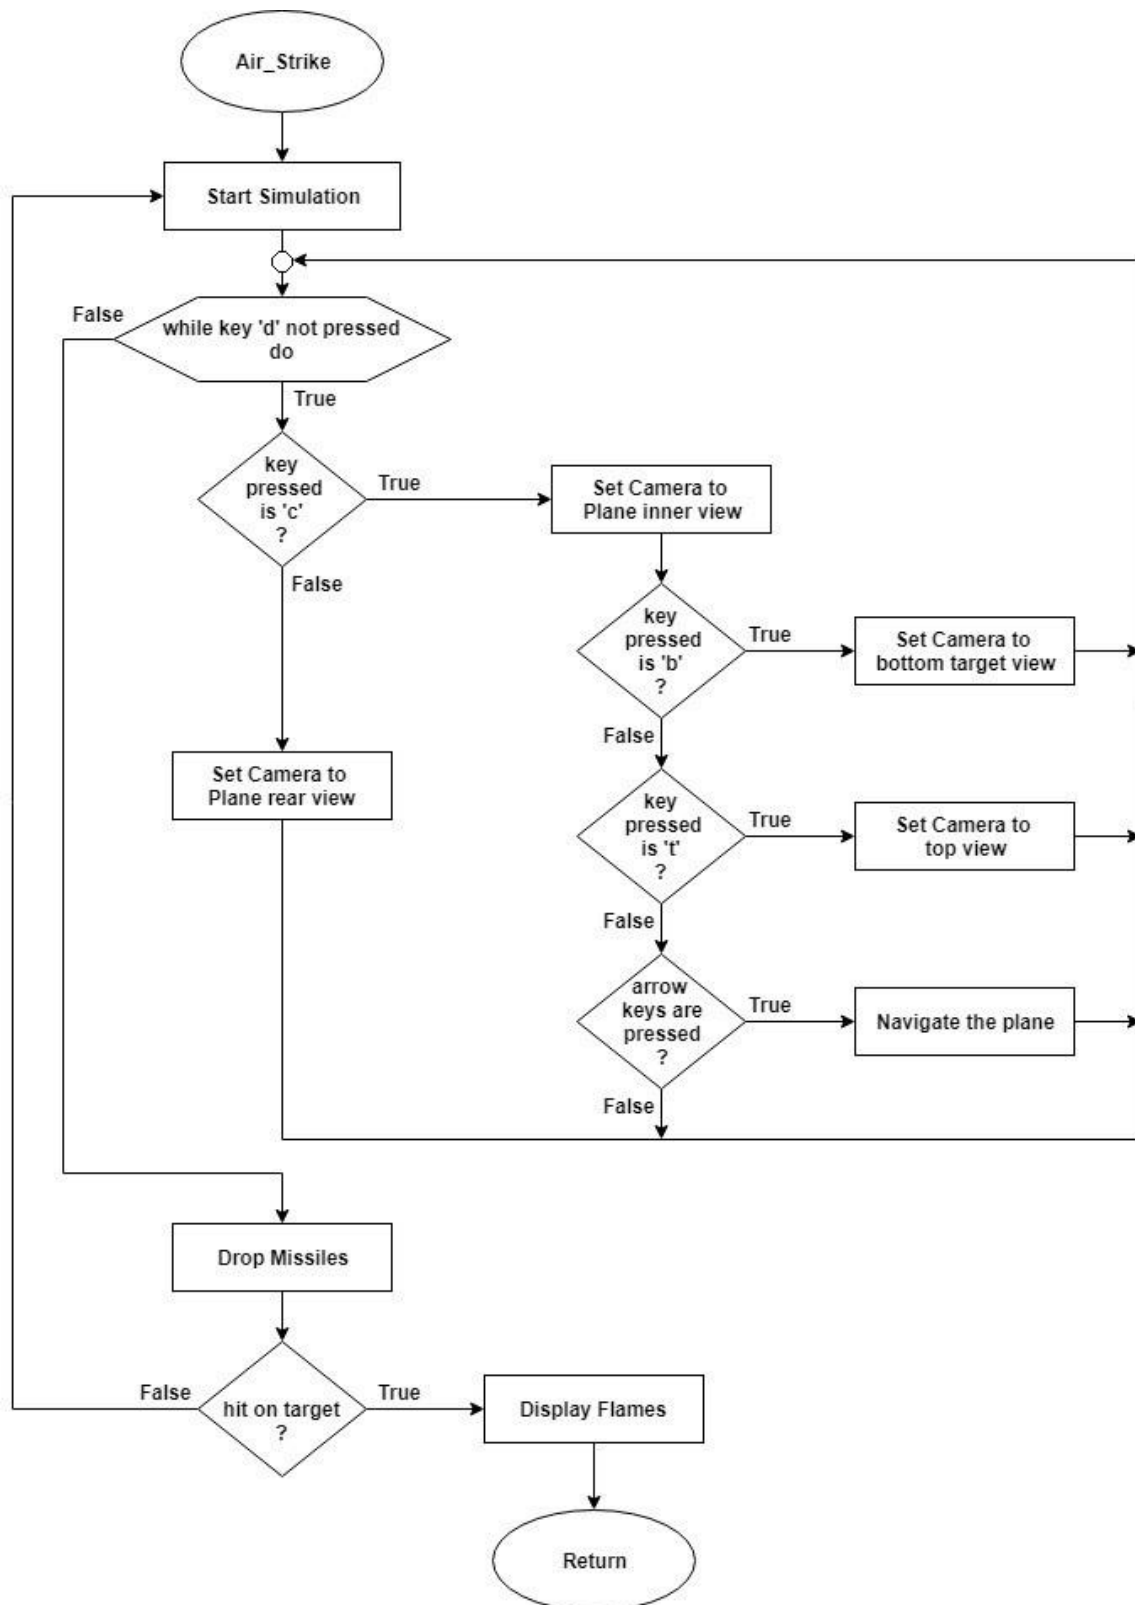 Air_Strike
Start Simulation
False
while key 'd' not pressed
do
True
key
pressed
is 'c'
?
True
Set Camera to
Plane inner view
False
key
pressed
is 'b'
?
True
Set Camera to
bottom target view
False
Set Camera to
Plane rear view
key
pressed
is 't'
?
True
Set Camera to
top view
False
arrow
keys are
pressed
?
True
Navigate the plane
False
Drop Missiles
False
hit on target
?
True
Display Flames
Return